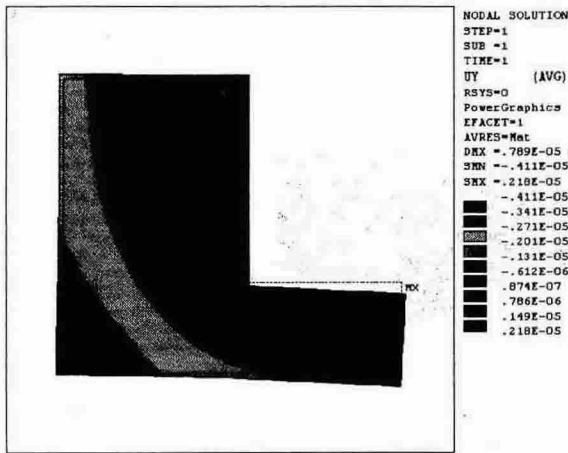 NODAL SOLUTION
STEP=1
SUB =1
TIME=1
UY (AVG)
RSYS=0
PowerGraphics
EFACET=1
AVRES=Mat
DMX =.789E-05
SMN =-.411E-05
SMX =.218E-05
-.411E-05
-.341E-05
-.271E-05
-.201E-05
-.131E-05
-.612E-06
.874E-07
.786E-06
.149E-05
.218E-05
MX